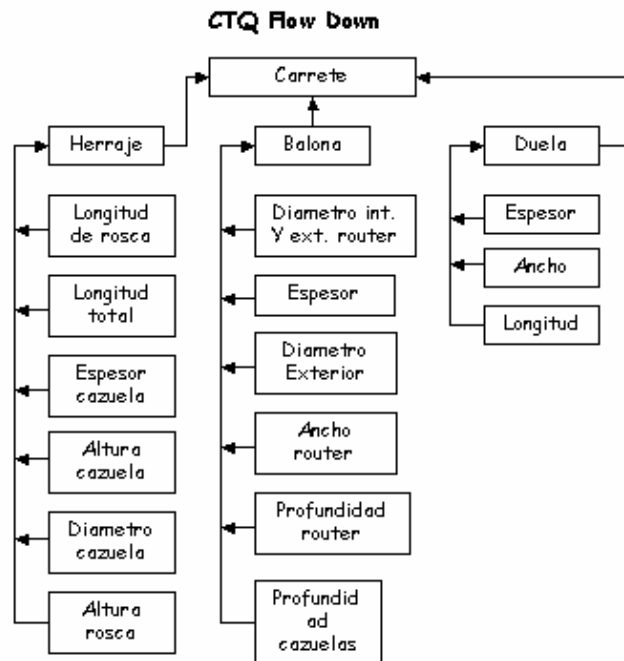 CTQ Flow Down
Carrete
Herraje
Balona
Duela
Longitud
de rosca
Longitud
total
Espesor
cazuela
Altura
cazuela
Diametro
cazuela
Altura
rosca
Diametro int.
Y ext. router
Espesor
Diametro
Exterior
Ancho
router
Profundidad
router
Profundid
ad
cazuelas
Espesor
Ancho
Longitud